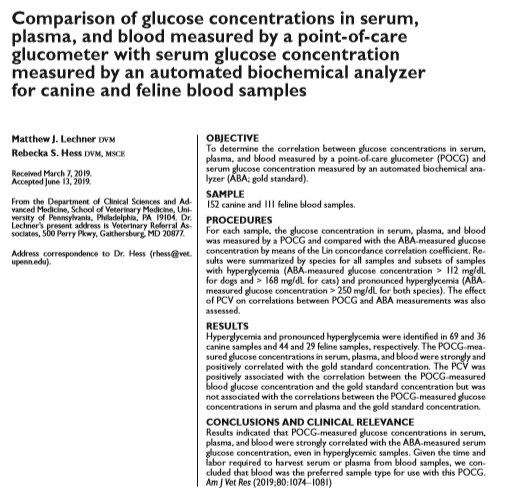 Comparison of glucose concentrations in serum,
plasma, and blood measured by a point-of-care
glucometer with serum glucose concentration
measured by an automated biochemical analyzer
for canine and feline blood samples
Matthew J. Lechner DVM
Rebecka S. Hess DVM, MSCE
Received March 7, 2019.
Accepted June 13, 2019.
From the Department of Clinical Sciences and Ad-
vanced Medicine, School of Veterinary Medicine, Uni-
versity of Pennsylvania, Philadelphia, PA 19104. Dr.
Lechner's present address is Veterinary Referral As-
sociates, 500 Perry Pkwy, Gaithersburg, MD 20877.
Address correspondence to Dr. Hess (rhess@vet.
upenn.edu).
OBJECTIVE
To determine the correlation between glucose concentrations in serum,
plasma, and blood measured by a point-of-care glucometer (POCG) and
serum glucose concentration measured by an automated biochemical ana-
lyzer (ABA; gold standard).
SAMPLE
152 canine and 111 feline blood samples.
PROCEDURES
For each sample, the glucose concentration in serum, plasma, and blood
was measured by a POCG and compared with the ABA-measured glucose
concentration by means of the Lin concordance correlation coefficient. Re-
sults were summarized by species for all samples and subsets of samples
with hyperglycemia (ABA-measured glucose concentration > 112 mg/dL
for dogs and > 168 mg/dL for cats) and pronounced hyperglycemia (ABA-
measured glucose concentration > 250 mg/dL for both species). The effect
of PCV on correlations between POCG and ABA measurements was also
assessed.
RESULTS
Hyperglycemia and pronounced hyperglycemia were identified in 69 and 36
canine samples and 44 and 29 feline samples, respectively. The POCG-mea-
sured glucose concentrations in serum, plasma, and blood were strongly and
positively correlated with the gold standard concentration. The PCV was
positively associated with the correlation between the POCG-measured
blood glucose concentration and the gold standard concentration but was
not associated with the correlations between the POCG-measured glucose
concentrations in serum and plasma and the gold standard concentration.
CONCLUSIONS AND CLINICAL RELEVANCE
Results indicated that POCG-measured glucose concentrations in serum,
plasma, and blood were strongly correlated with the ABA-measured serum
glucose concentration, even in hyperglycemic samples. Given the time and
labor required to harvest serum or plasma from blood samples, we con-
cluded that blood was the preferred sample type for use with this POCG.
Am J Vet Res (2019;80:1074–1081)